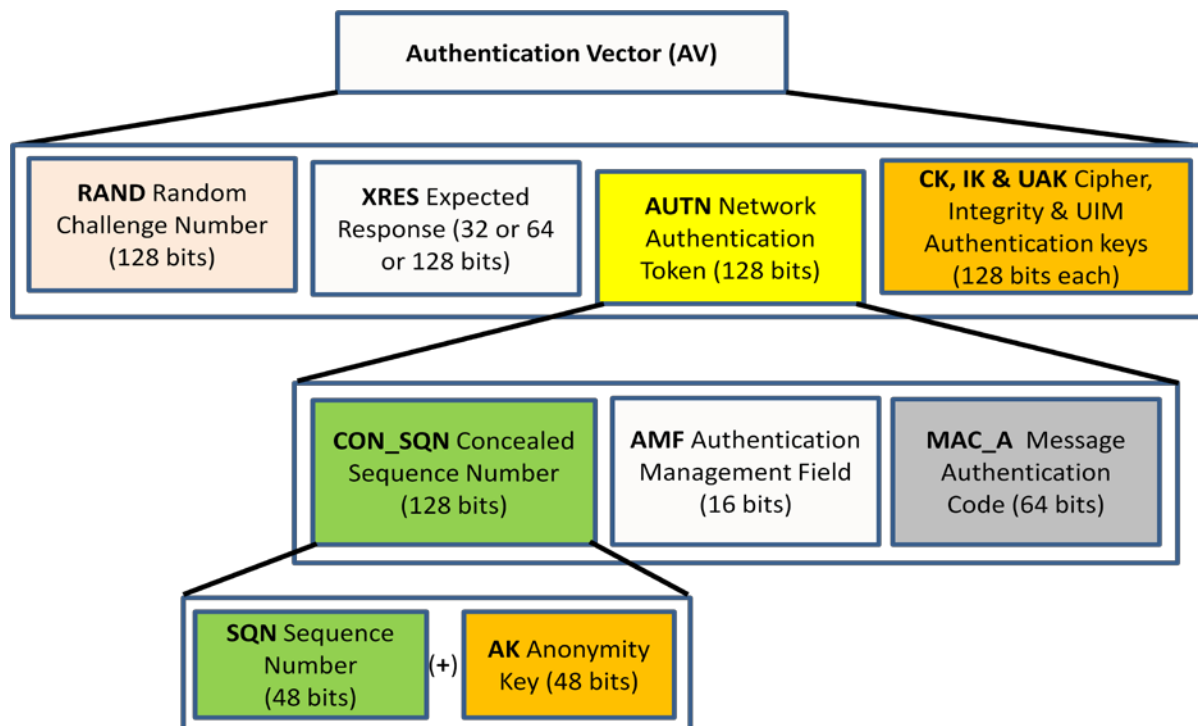 Authentication Vector (AV)
RAND Random
Challenge Number
(128 bits)
XRES Expected
Response (32 or 64
or 128 bits)
AUTN Network
Authentication
Token (128 bits)
CK, IK & UAK Cipher,
Integrity & UIM
Authentication keys
(128 bits each)
CON_SQN Concealed
Sequence Number
(128 bits)
AMF Authentication
Management Field
(16 bits)
MAC_A Message
Authentication
Code (64 bits)
SQN Sequence
Number
(48 bits)
(+)
AK Anonymity
Key (48 bits)